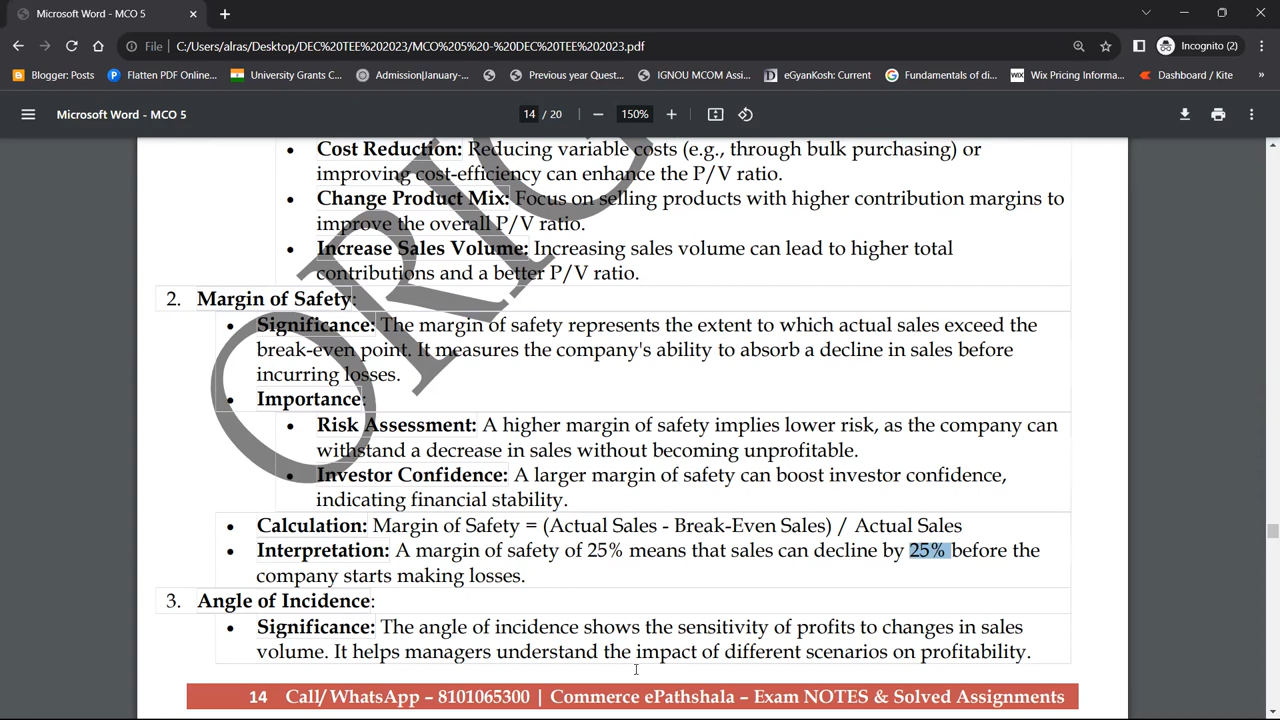 Microsoft Word - MCO 5
File C:/Users/alras/Desktop/DEC%20TEE%202023/MCO%205%20-%20DEC%20TEE%202023.pdf
Incognito (2)
Blogger: Posts Flatten PDF Online... University Grants C... Admission|January-... Previous year Quest... IGNOU MCOM Assi... eGyanKosh: Current Fundamentals of di... WIX Wix Pricing Informa... Dashboard / Kite »
Microsoft Word - MCO 5 14 / 20 150%
• Cost Reduction: Reducing variable costs (e.g., through bulk purchasing) or
improving cost-efficiency can enhance the P/V ratio.
• Change Product Mix: Focus on selling products with higher contribution margins to
improve the overall P/V ratio.
• Increase Sales Volume: Increasing sales volume can lead to higher total
contributions and a better P/V ratio.
2. Margin of Safety:
• Significance: The margin of safety represents the extent to which actual sales exceed the
break-even point. It measures the company's ability to absorb a decline in sales before
incurring losses.
• Importance:
• Risk Assessment: A higher margin of safety implies lower risk, as the company can
withstand a decrease in sales without becoming unprofitable.
• Investor Confidence: A larger margin of safety can boost investor confidence,
indicating financial stability.
• Calculation: Margin of Safety = (Actual Sales - Break-Even Sales) / Actual Sales
• Interpretation: A margin of safety of 25% means that sales can decline by 25% before the
company starts making losses.
3. Angle of Incidence:
• Significance: The angle of incidence shows the sensitivity of profits to changes in sales
volume. It helps managers understand the impact of different scenarios on profitability.
14 Call/ WhatsApp – 8101065300 | Commerce ePathshala – Exam NOTES & Solved Assignments